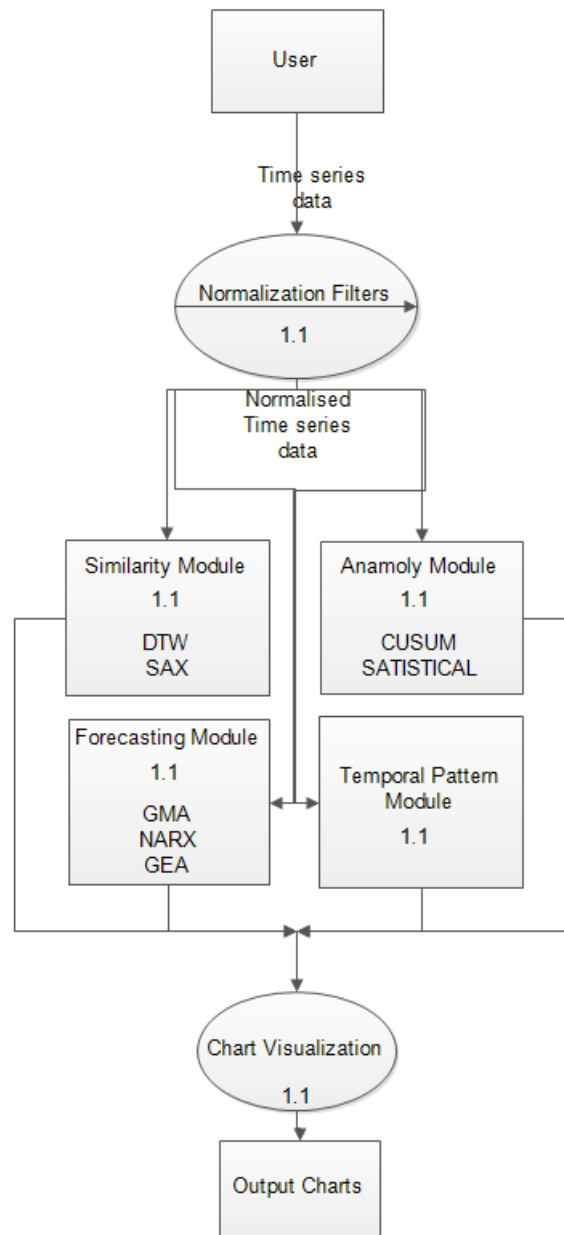 User
Time series
data
Normalization Filters
1.1
Normalised
Time series
data
Similarity Module
1.1
DTW
SAX
Anamoly Module
1.1
CUSUM
SATISTICAL
Forecasting Module
1.1
GMA
NARX
GEA
Temporal Pattern
Module
1.1
Chart Visualization
1.1
Output Charts